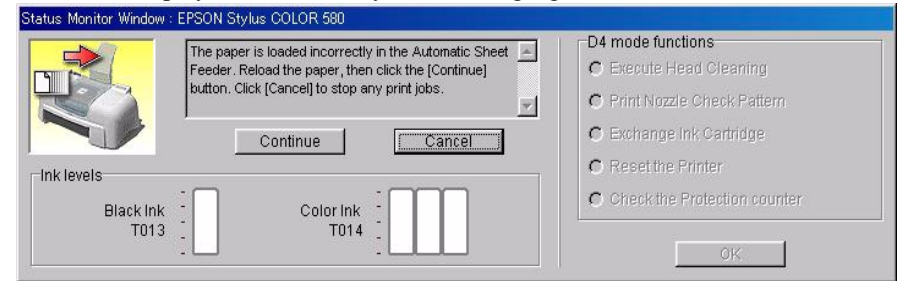 Status Monitor Window : EPSON Stylus COLOR 580
The paper is loaded incorrectly in the Automatic Sheet
Feeder. Reload the paper, then click the [Continue]
button. Click [Cancel] to stop any print jobs.
Continue
Cancel
Ink levels
Black Ink
T013
Color Ink
T014
D4 mode functions
Execute Head Cleaning
Print Nozzle Check Pattern
Exchange Ink Cartridge
Reset the Printer
Check the Protection counter
OK